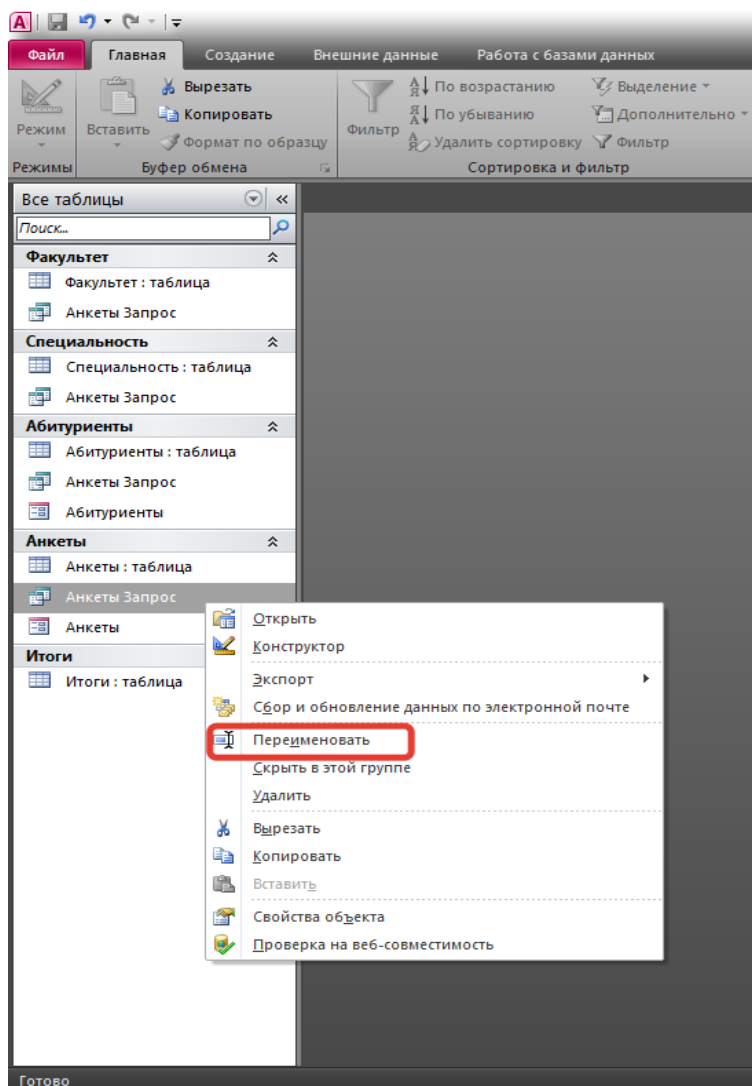 Файл Главная Создание Внешние данные Работа с базами данных
Режим
Режимы
Вставить
Вырезать
Копировать
Формат по образцу
Буфер обмена
Фильтр
По возрастанию
По убыванию
Удалить сортировку
Выделение
Дополнительно
Фильтр
Сортировка и фильтр
Все таблицы
Поиск...
Факультет
Факультет : таблица
Анкеты Запрос
Специальность
Специальность : таблица
Анкеты Запрос
Абитуриенты
Абитуриенты : таблица
Анкеты Запрос
Абитуриенты
Анкеты
Анкеты : таблица
Анкеты Запрос
Анкеты
Итоги
Итоги : таблица
Открыть
Конструктор
Экспорт
Сбор и обновление данных по электронной почте
Переименовать
Скрыть в этой группе
Удалить
Вырезать
Копировать
Вставить
Свойства объекта
Проверка на веб-совместимость
Готово